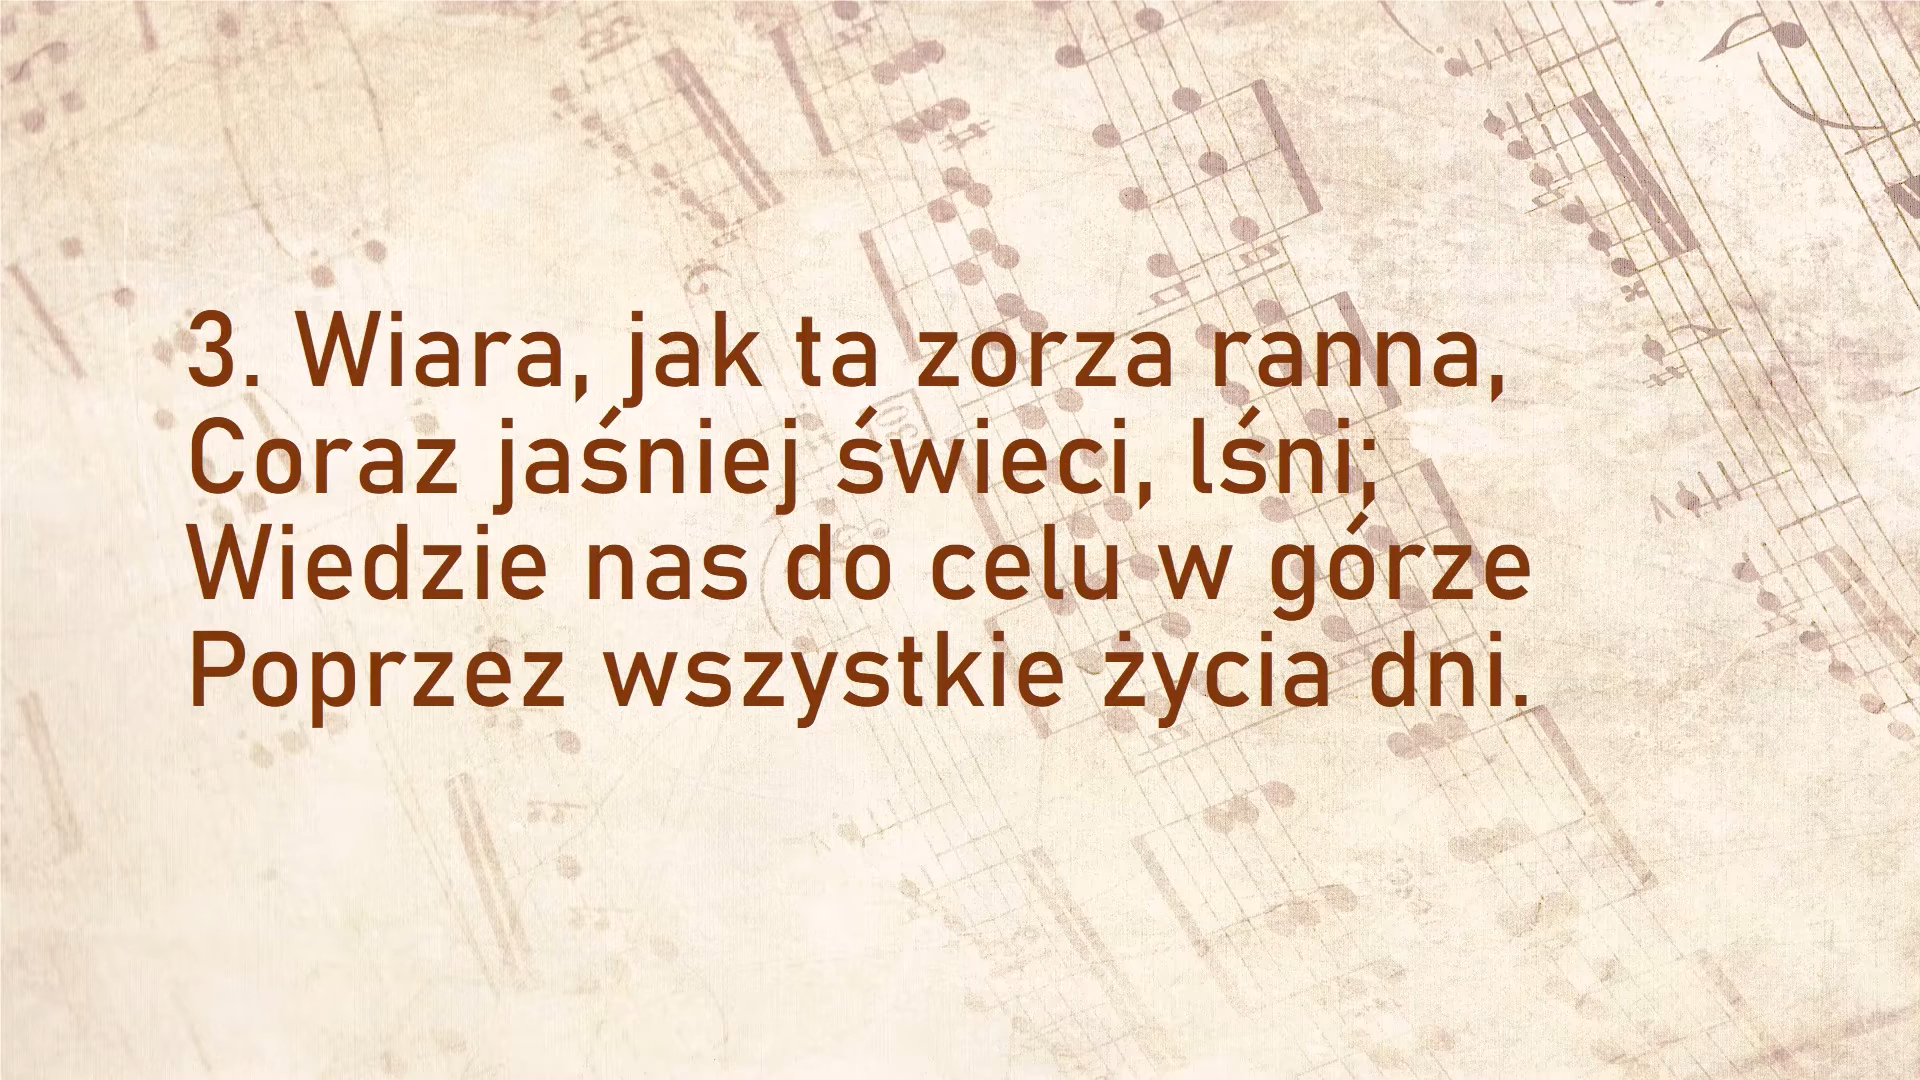 3. Wiara, jak ta zorza ranna,
Coraz jaśniej świeci, lśni;
Wiedzie nas do celu w górze
Poprzez wszystkie życia dni.